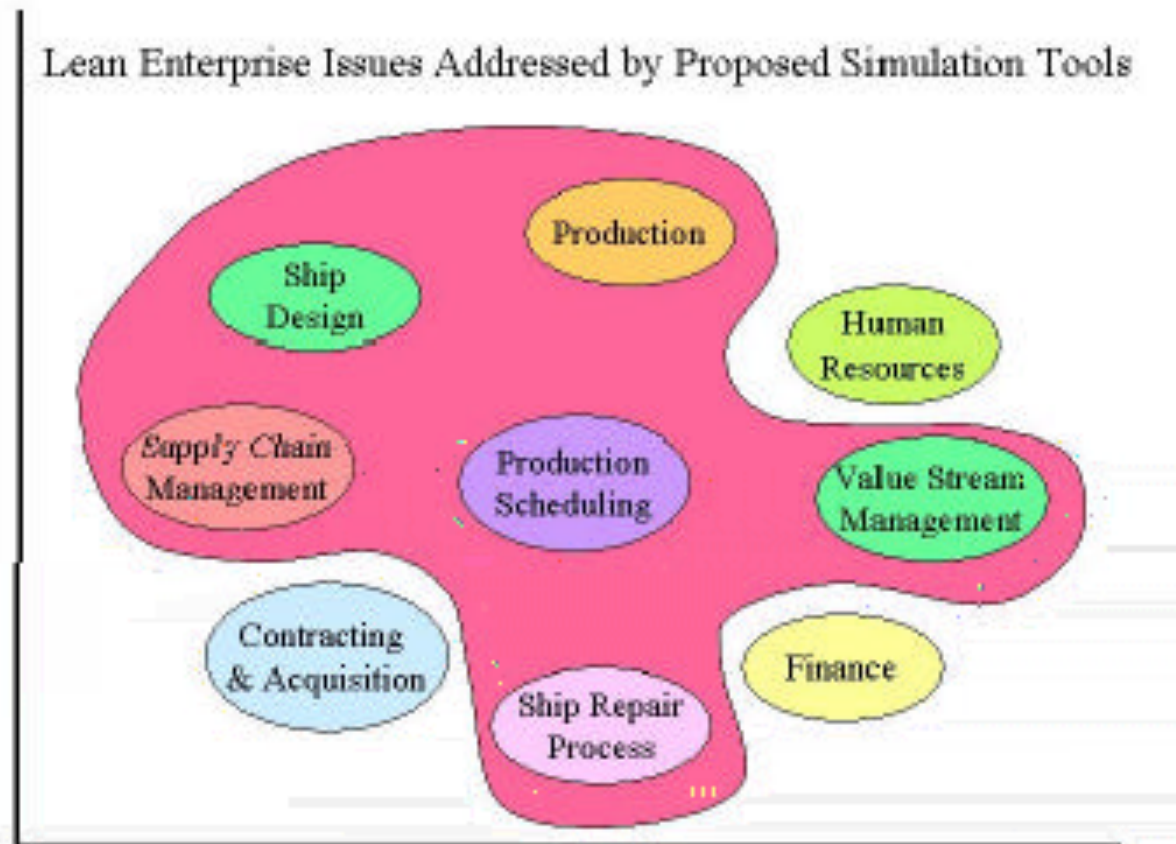 Lean Enterprise Issues Addressed by Proposed Simulation Tools
Production
Ship
Design
Human
Resources
Supply Chain
Management
Production
Scheduling
Value Stream
Management
Contracting
& Acquisition
Finance
Ship Repair
Process